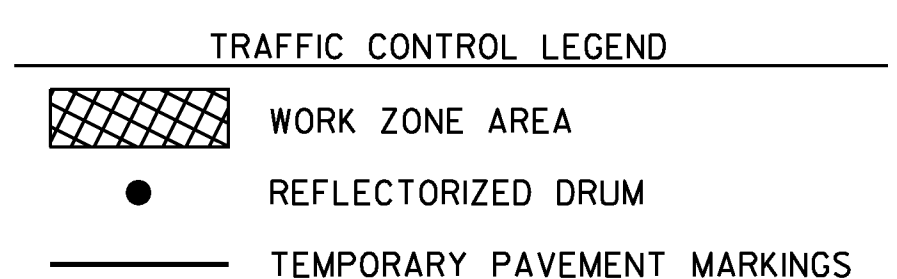 TRAFFIC CONTROL LEGEND
WORK ZONE AREA
REFLECTORIZED DRUM
TEMPORARY PAVEMENT MARKINGS